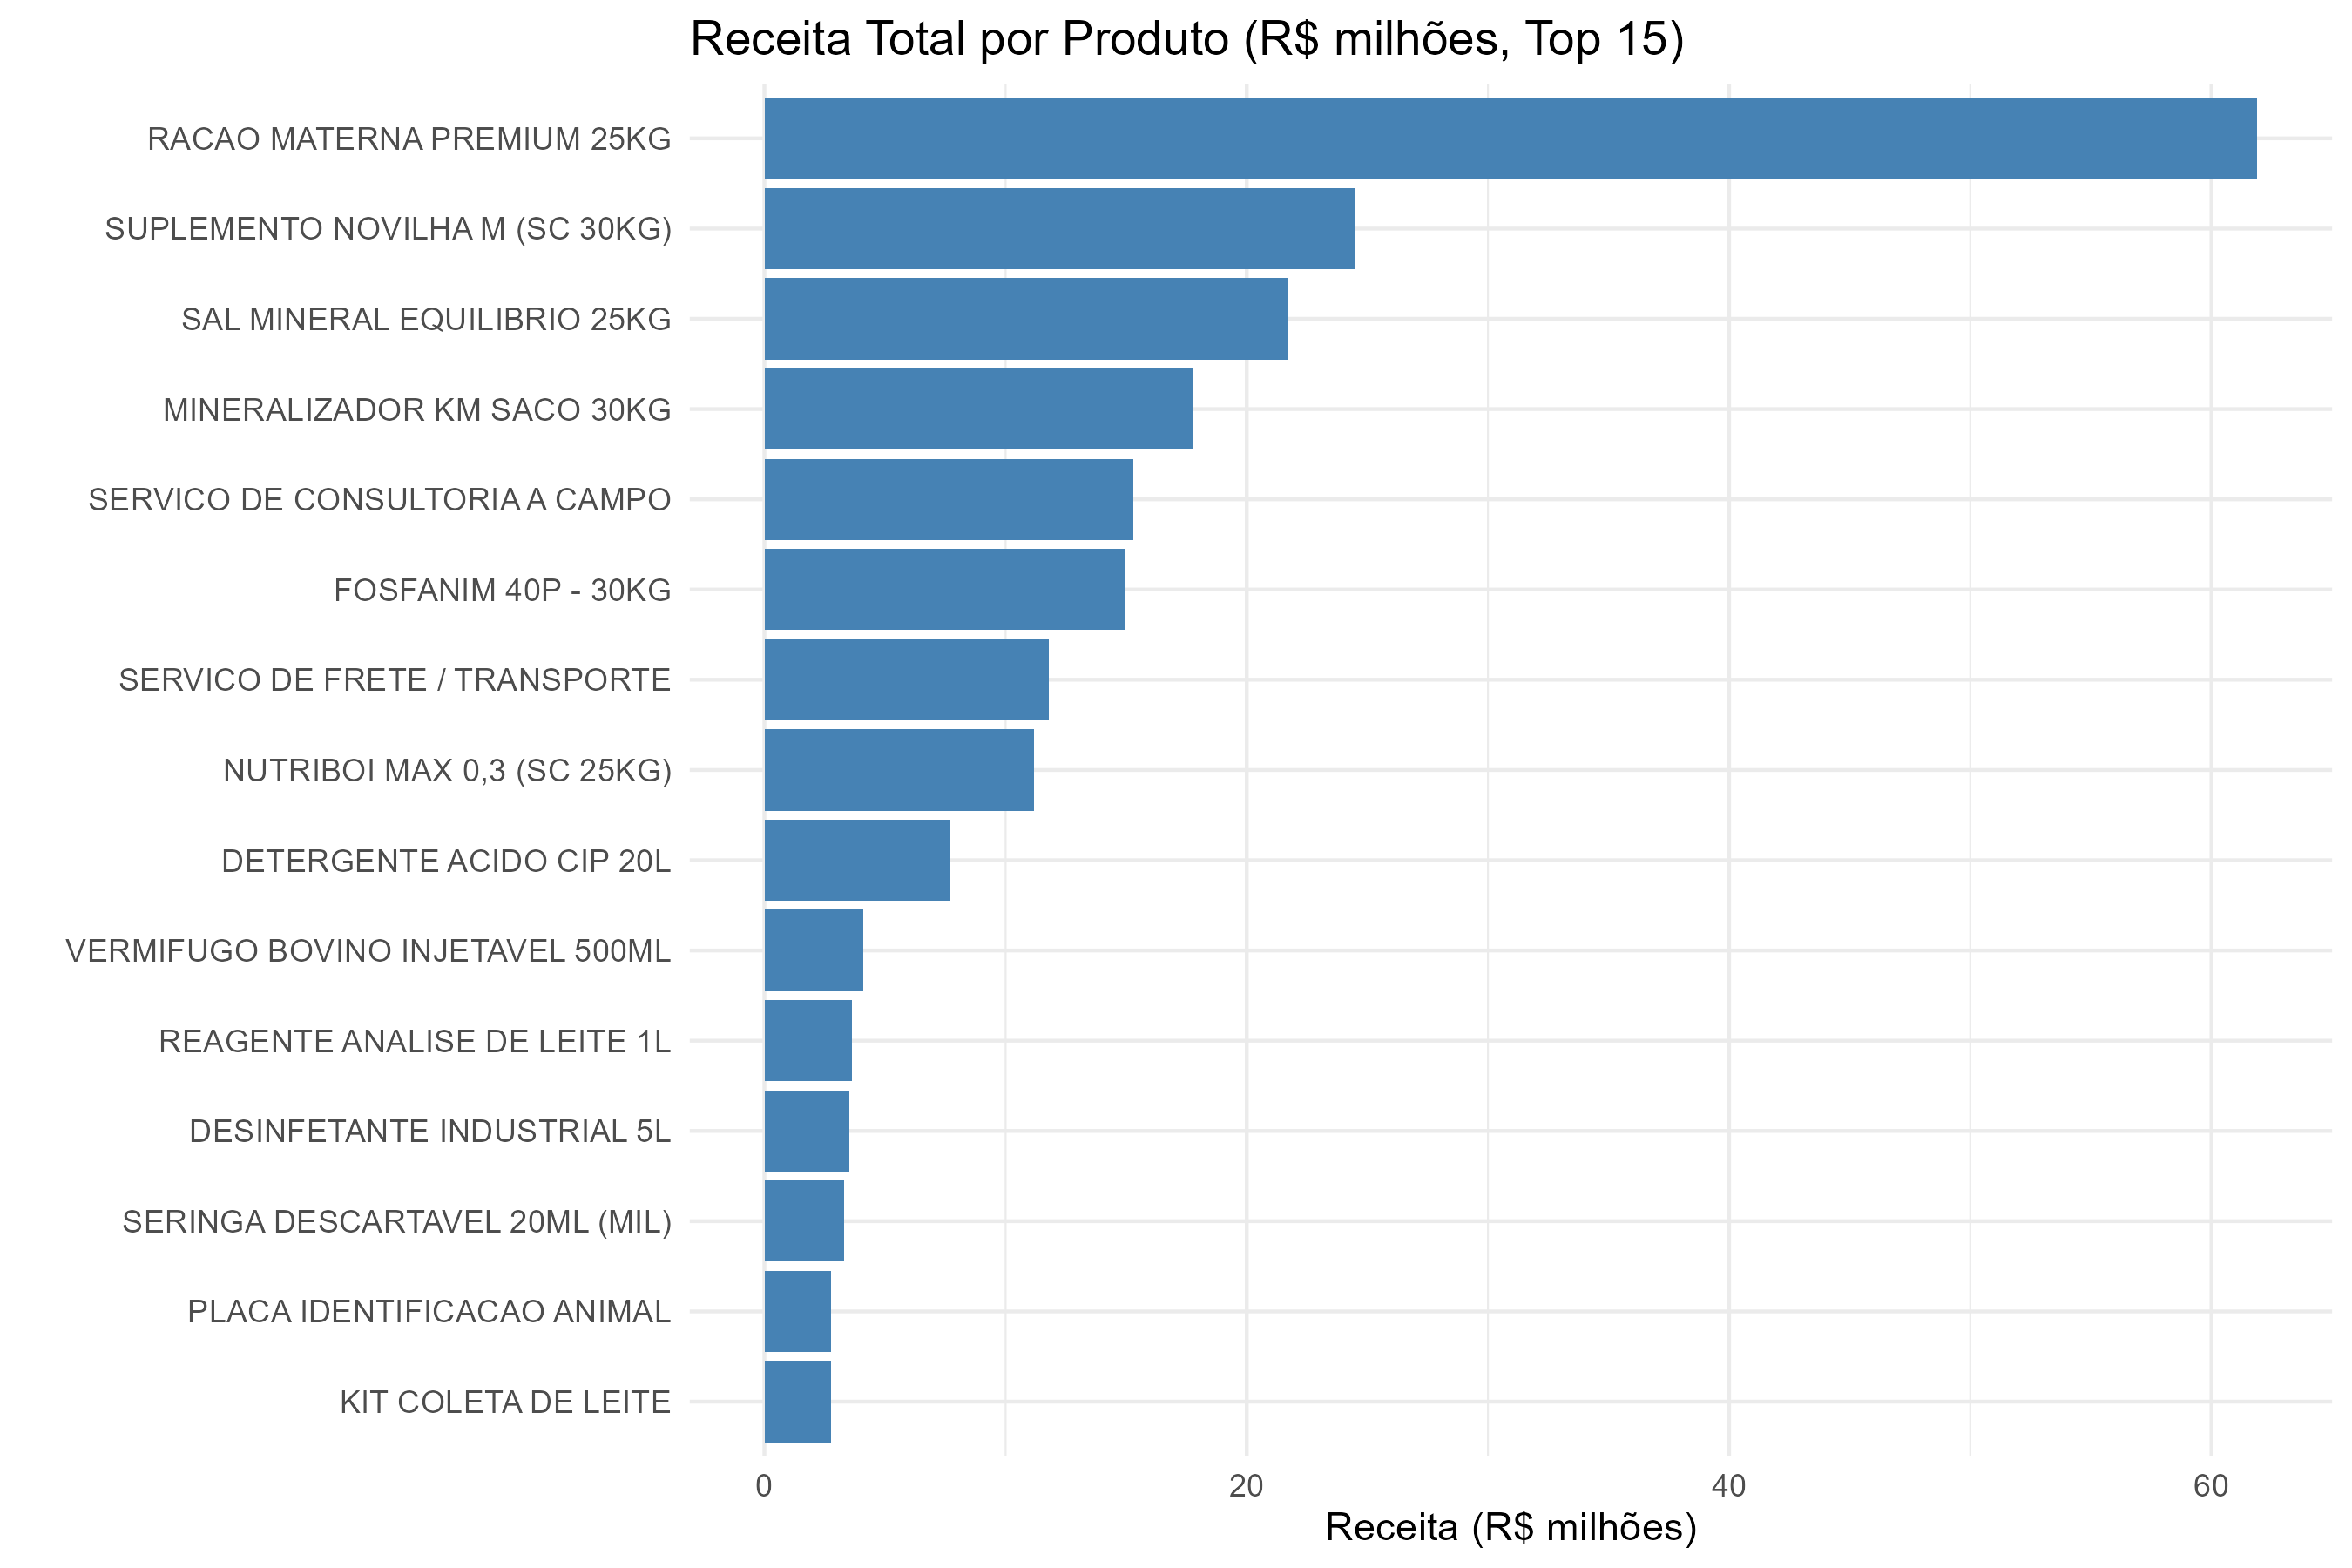 Receita Total por Produto (R$ milhões, Top 15)
RACAO MATERNA PREMIUM 25KG
SUPLEMENTO NOVILHA M (SC 30KG)
SAL MINERAL EQUILIBRIO 25KG
MINERALIZADOR KM SACO 30KG
SERVICO DE CONSULTORIA A CAMPO
FOSFANIM 40P - 30KG
SERVICO DE FRETE / TRANSPORTE
NUTRIBOI MAX 0,3 (SC 25KG)
DETERGENTE ACIDO CIP 20L
VERMIFUGO BOVINO INJETAVEL 500ML
REAGENTE ANALISE DE LEITE 1L
DESINFETANTE INDUSTRIAL 5L
SERINGA DESCARTAVEL 20ML (MIL)
PLACA IDENTIFICACAO ANIMAL
KIT COLETA DE LEITE
0 20 40 60
Receita (R$ milhões)